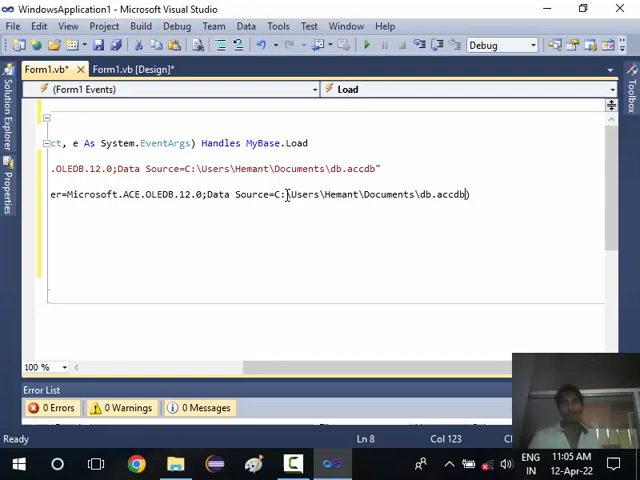 WindowsApplication1 - Microsoft Visual Studio
File Edit View Project Build Debug Team Data Tools Test Window Help
Debug
Form1.vb* Form1.vb [Design]*
(Form1 Events) Load
ct, e As System.EventArgs) Handles MyBase.Load
.OLEDB.12.0;Data Source=C:\Users\Hemant\Documents\db.accdb"
er=Microsoft.ACE.OLEDB.12.0;Data Source=C:\Users\Hemant\Documents\db.accdb)
Solution Explorer
Properties
Toolbox
100 %
Error List
0 Errors 0 Warnings 0 Messages
Ready Ln 8 Col 123
ENG 11:05 AM
IN 12-Apr-22